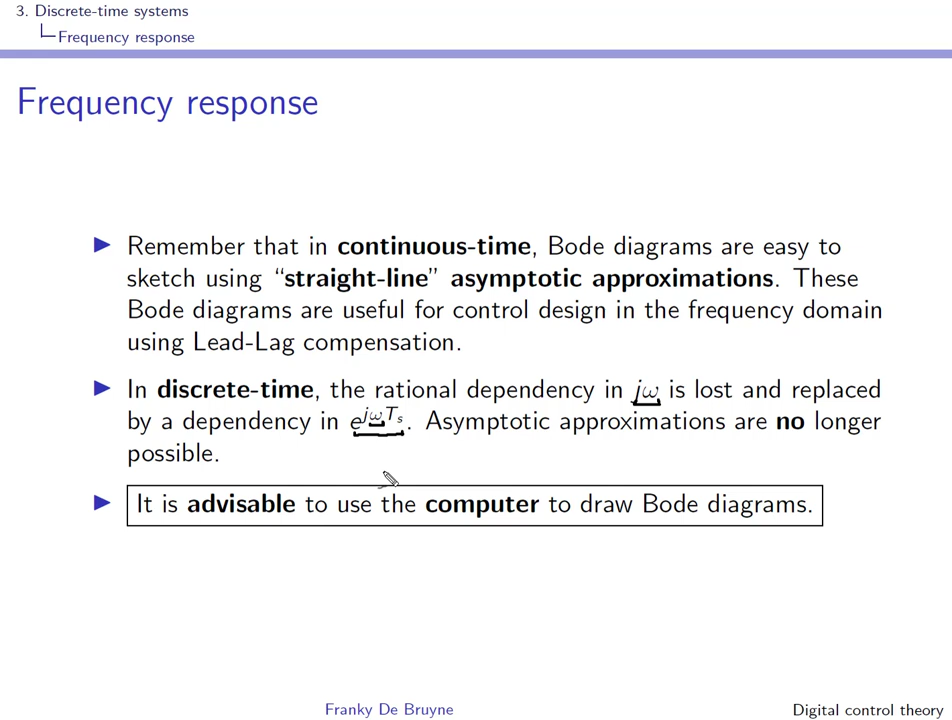 3. Discrete-time systems
Frequency response
Frequency response
Remember that in continuous-time, Bode diagrams are easy to
sketch using “straight-line” asymptotic approximations. These
Bode diagrams are useful for control design in the frequency domain
using Lead-Lag compensation.
In discrete-time, the rational dependency in jω is lost and replaced
by a dependency in e^{jωT_s}. Asymptotic approximations are no longer
possible.
It is advisable to use the computer to draw Bode diagrams.
Franky De Bruyne
Digital control theory